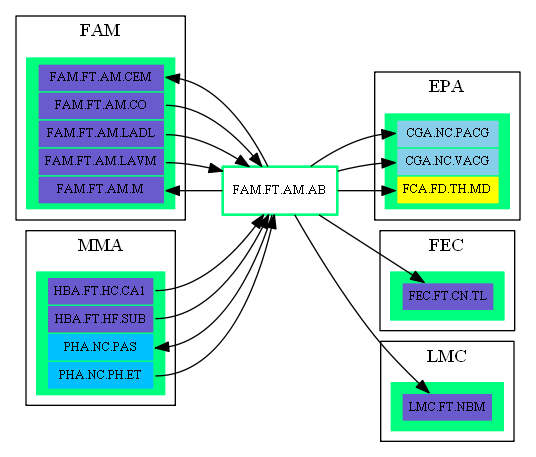 FAM
FAM.FT.AM.CEM
FAM.FT.AM.CO
FAM.FT.AM.LADL
FAM.FT.AM.LAVM
FAM.FT.AM.M
MMA
HBA.FT.HC.CA1
HBA.FT.HF.SUB
PHA.NC.PAS
PHA.NC.PH.ET
FAM.FT.AM.AB
EPA
CGA.NC.PACG
CGA.NC.VACG
FCA.FD.TH.MD
FEC
FEC.FT.CN.TL
LMC
LMC.FT.NBM